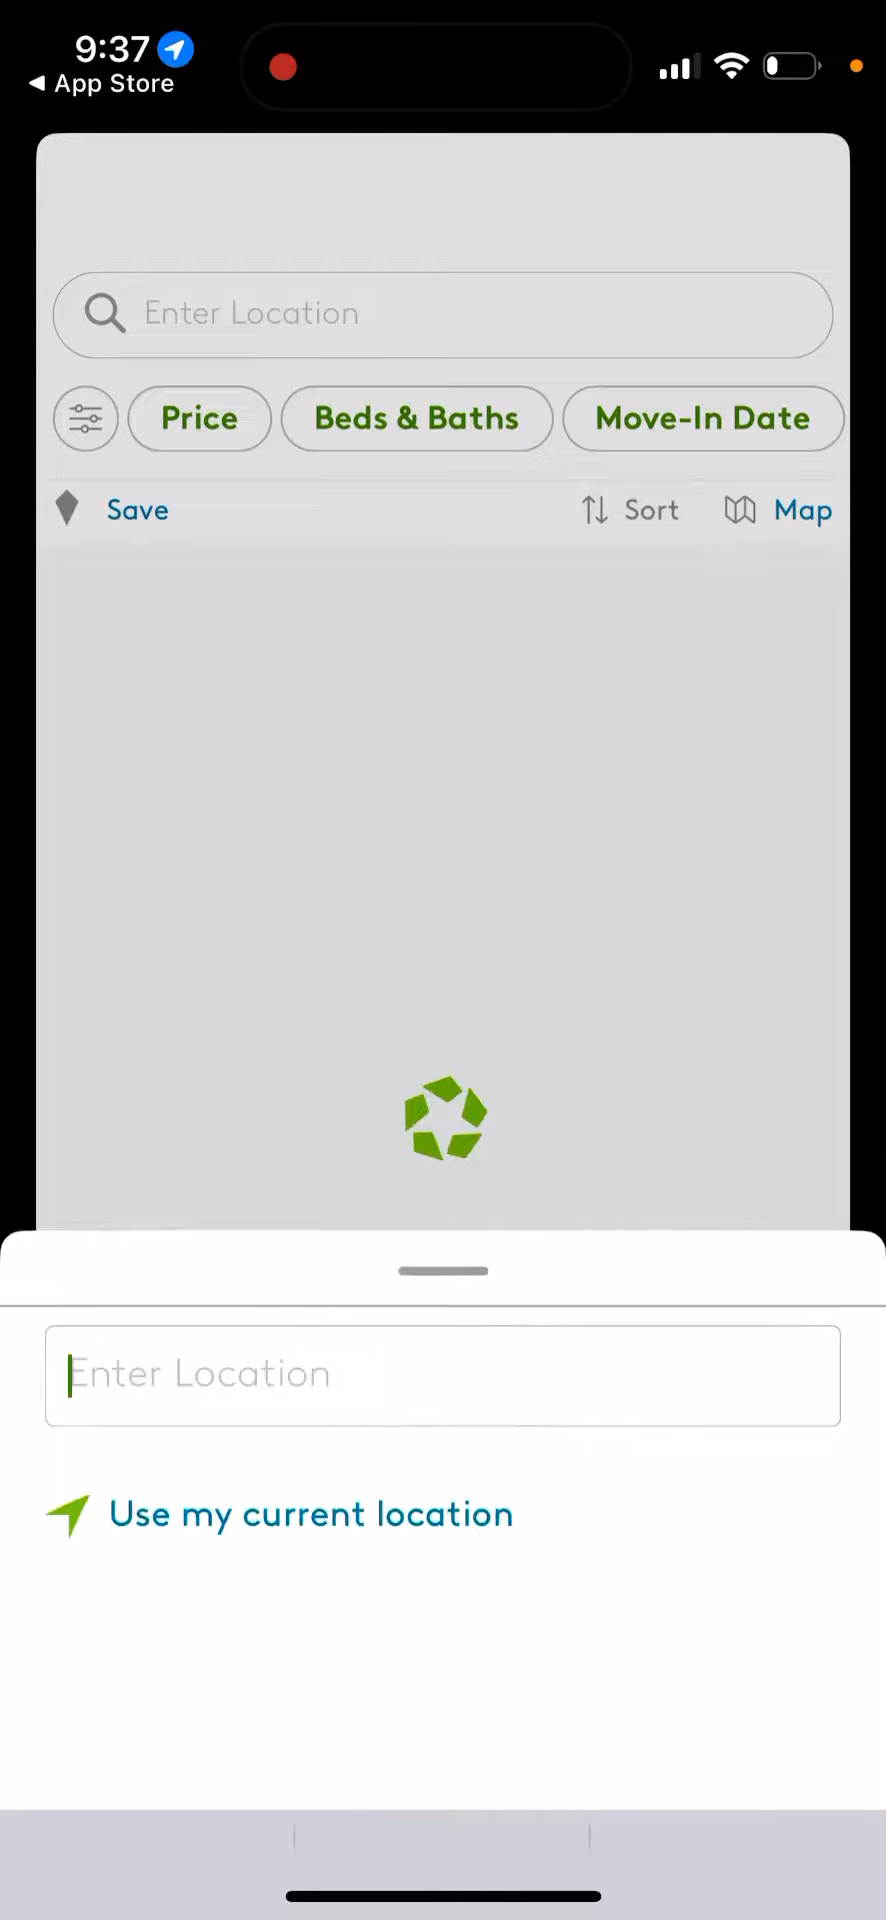 9:37
◀ App Store
Enter Location
Price
Beds & Baths
Move-In Date
Save
Sort
Map
Enter Location
Use my current location